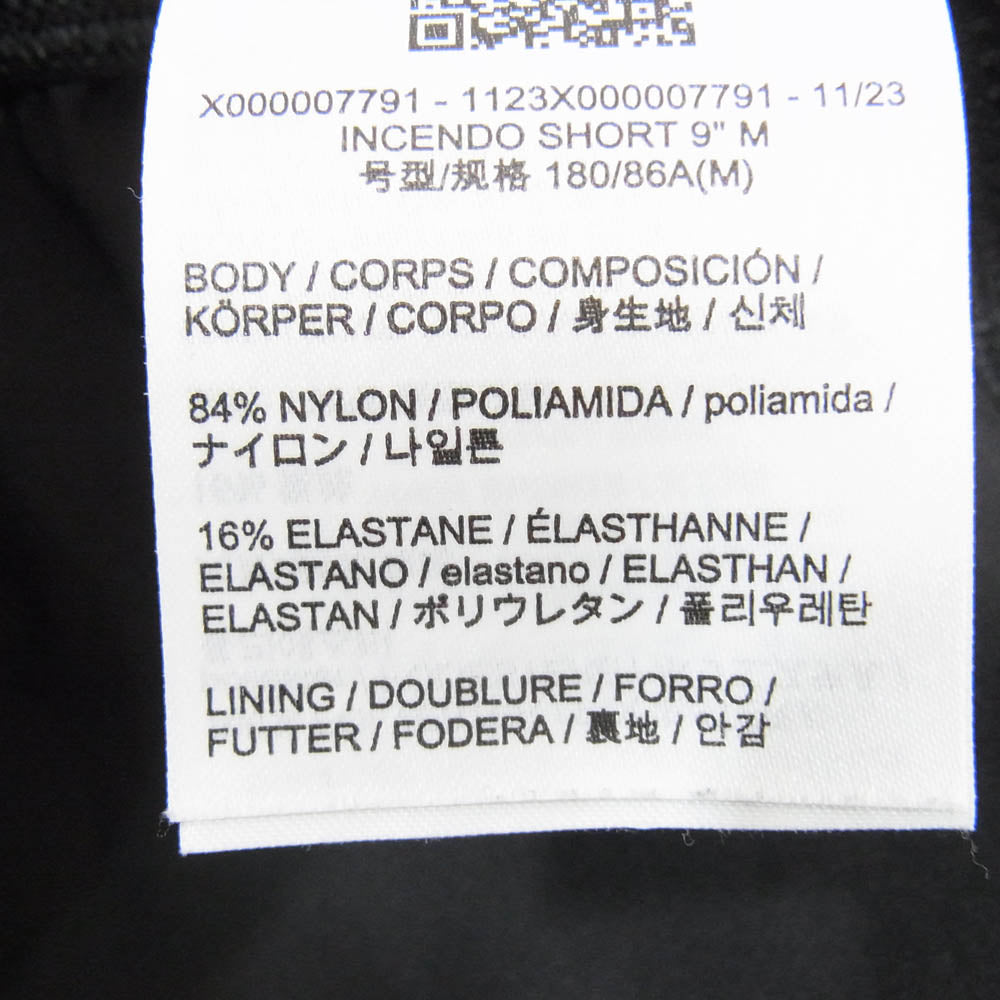 X000007791 - 1123X000007791 - 11/23
INCENDO SHORT 9" M
号型/规格 180/86A(M)
BODY / CORPS / COMPOSICIÓN /
KÖRPER / CORPO / 身生地 / 신체
84% NYLON / POLIAMIDA / poliamida /
ナイロン / 나일론
16% ELASTANE / ÉLASTHANNE /
ELASTANO / elastano / ELASTHAN /
ELASTAN / ポリウレタン / 폴리우레탄
LINING / DOUBLURE / FORRO /
FUTTER / FODERA / 裏地 / 안감